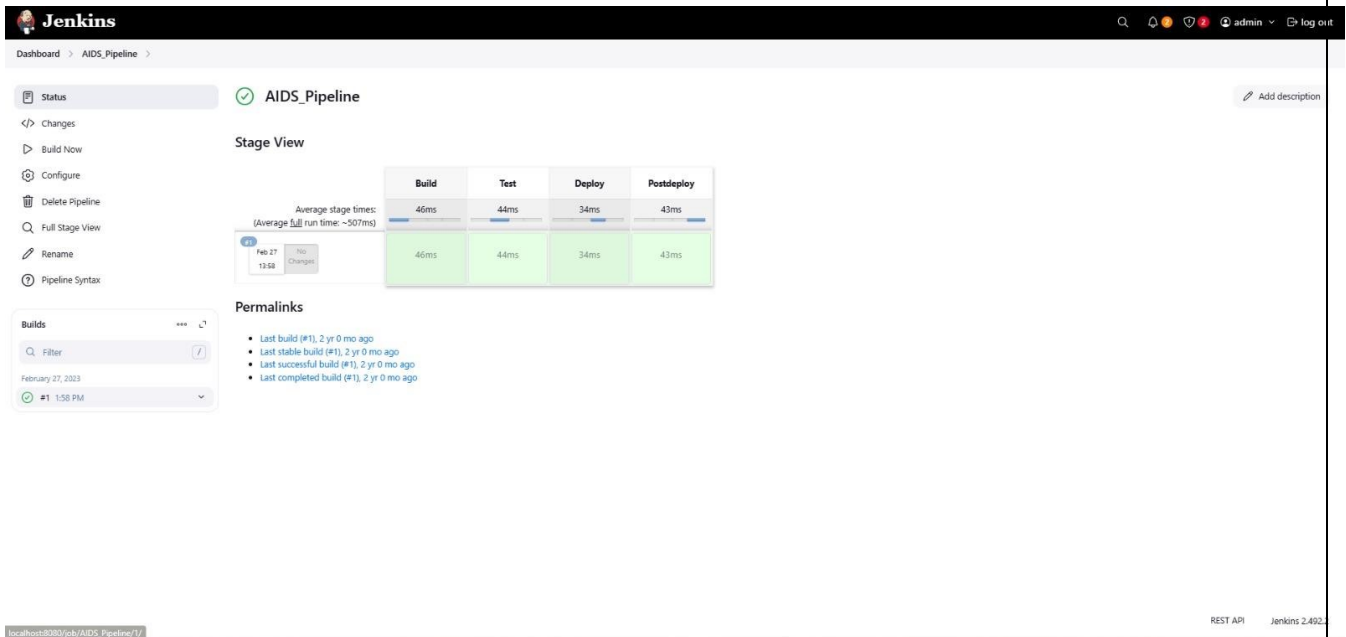 Jenkins
2 2 admin log out
Dashboard > AIDS_Pipeline >
Status
</> Changes
Build Now
Configure
Delete Pipeline
Full Stage View
Rename
Pipeline Syntax
Builds
Filter /
February 27, 2023
#1 1:58 PM
AIDS_Pipeline
Add description
Stage View
Build Test Deploy Postdeploy
Average stage times: 46ms 44ms 34ms 43ms
(Average full run time: ~507ms)
#1
Feb 27 No
13:58 Changes
46ms 44ms 34ms 43ms
Permalinks
• Last build (#1), 2 yr 0 mo ago
• Last stable build (#1), 2 yr 0 mo ago
• Last successful build (#1), 2 yr 0 mo ago
• Last completed build (#1), 2 yr 0 mo ago
REST API Jenkins 2.492.
localhost:8080/job/AIDS_Pipeline/1/